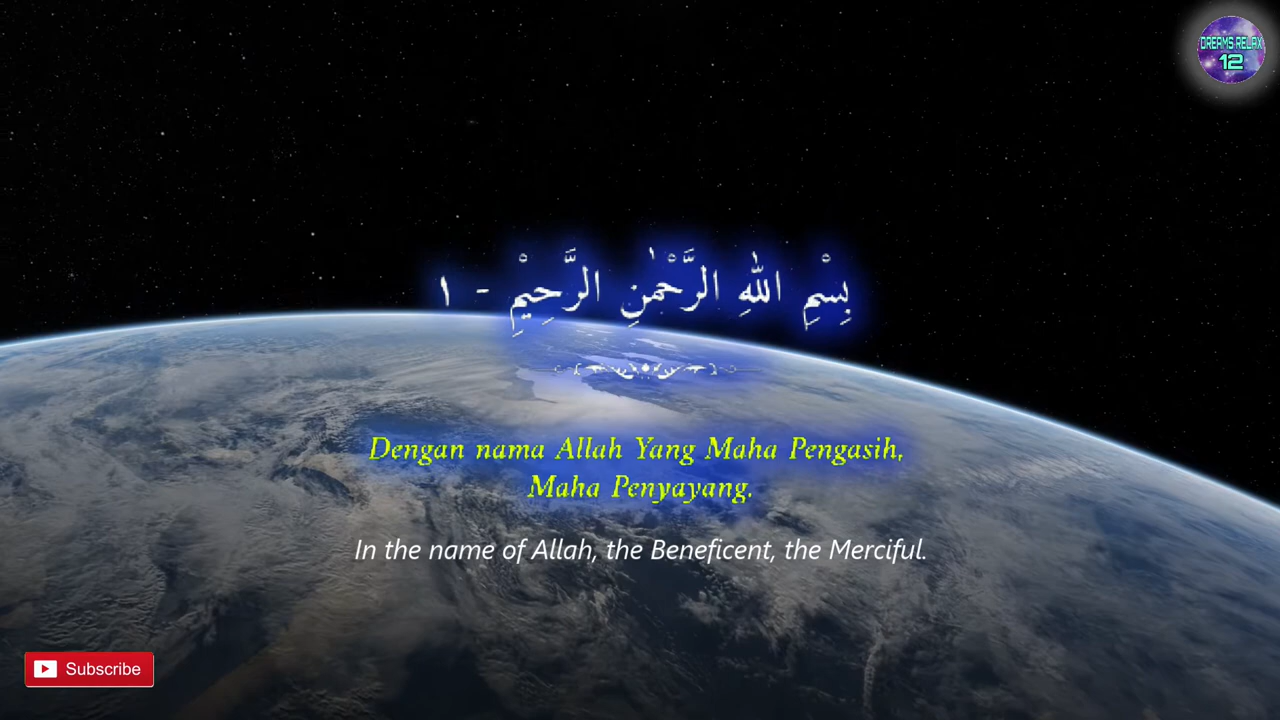 DREAMS RELAX
12
بِسْمِ اللّٰهِ الرَّحْمٰنِ الرَّحِيْمِ - ١
Dengan nama Allah Yang Maha Pengasih,
Maha Penyayang.
In the name of Allah, the Beneficent, the Merciful.
Subscribe